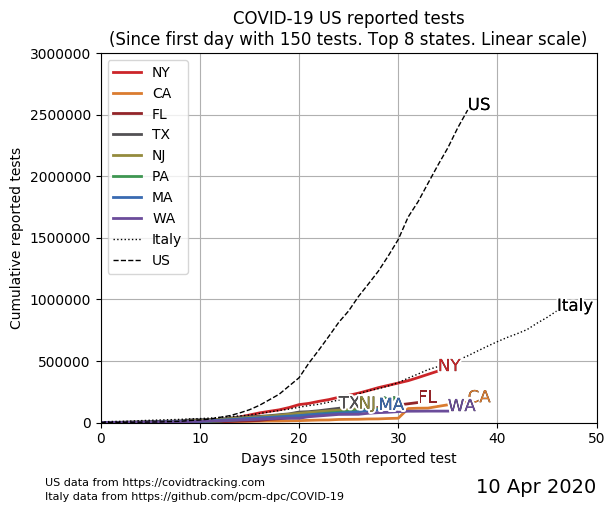 COVID-19 US reported tests
(Since first day with 150 tests. Top 8 states. Linear scale)
3000000
2500000
2000000
1500000
1000000
500000
0
Cumulative reported tests
NY
CA
FL
TX
NJ
PA
MA
WA
Italy
US
US
Italy
NY
CA
FL
TX
NJ
MA
WA
0 10 20 30 40 50
Days since 150th reported test
US data from https://covidtracking.com
Italy data from https://github.com/pcm-dpc/COVID-19
10 Apr 2020